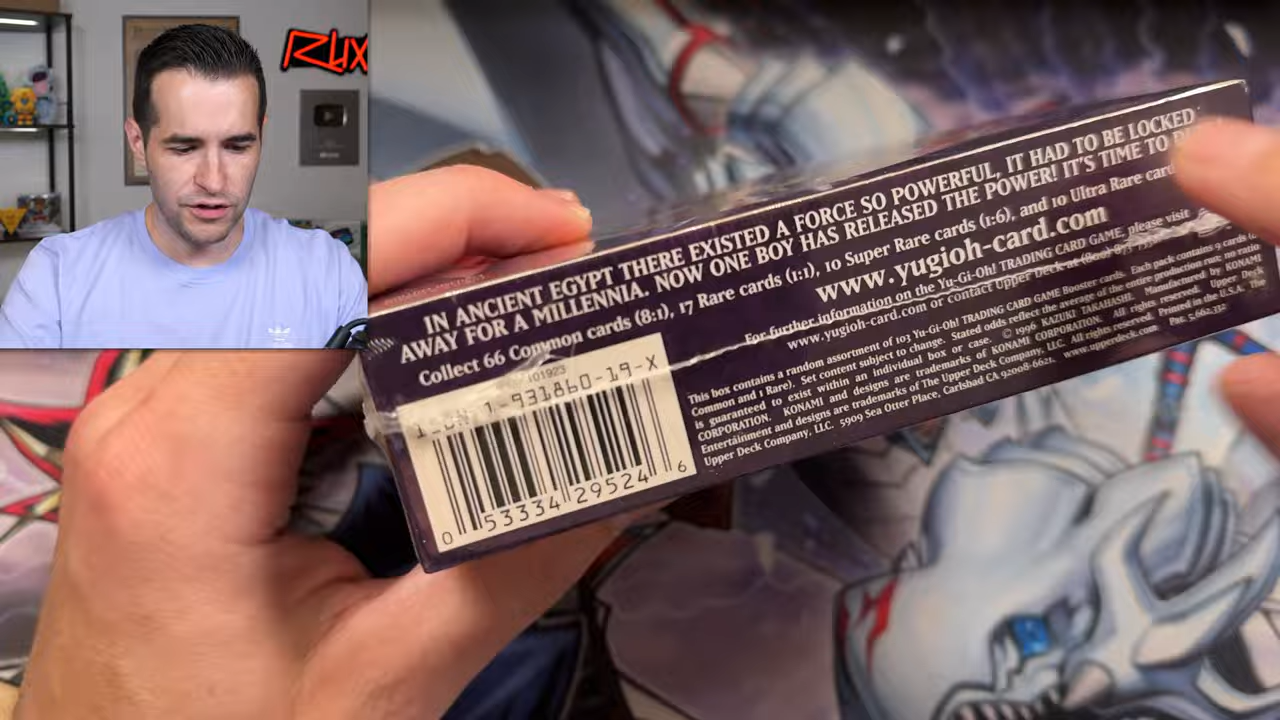 RUX
IN ANCIENT EGYPT THERE EXISTED A FORCE SO POWERFUL, IT HAD TO BE LOCKED
AWAY FOR A MILLENNIA. NOW ONE BOY HAS RELEASED THE POWER! IT'S TIME TO
Collect 66 Common cards (8:1), 17 Rare cards (1:1), 10 Super Rare cards (1:6), and 10 Ultra Rare
www.yugioh-card.com
For further information on the Yu-Gi-Oh! TRADING CARD GAME, please visit
www.yugioh-card.com or contact Upper Deck at (800)
This box contains a random assortment of 103 Yu-Gi-Oh! TRADING CARD GAME Booster cards. Each pack contains 9 cards
Common and 1 Rare). Set content subject to change. Stated odds reflect the average of the entire production run; no ratio
is guaranteed to exist within an individual box or case. © 1996 KAZUKI TAKAHASHI. Manufactured by KONAMI
CORPORATION. KONAMI and designs are trademarks of KONAMI CORPORATION. All rights reserved. Upper Deck
Entertainment and designs are trademarks of The Upper Deck Company, LLC. All rights reserved. Printed in the U.S.A. The
Upper Deck Company, LLC. 5909 Sea Otter Place, Carlsbad CA 92008-6621. www.upperdeck.com Pat. 5,662,332
101923
1-931860-19-X
0 53334 29524 6